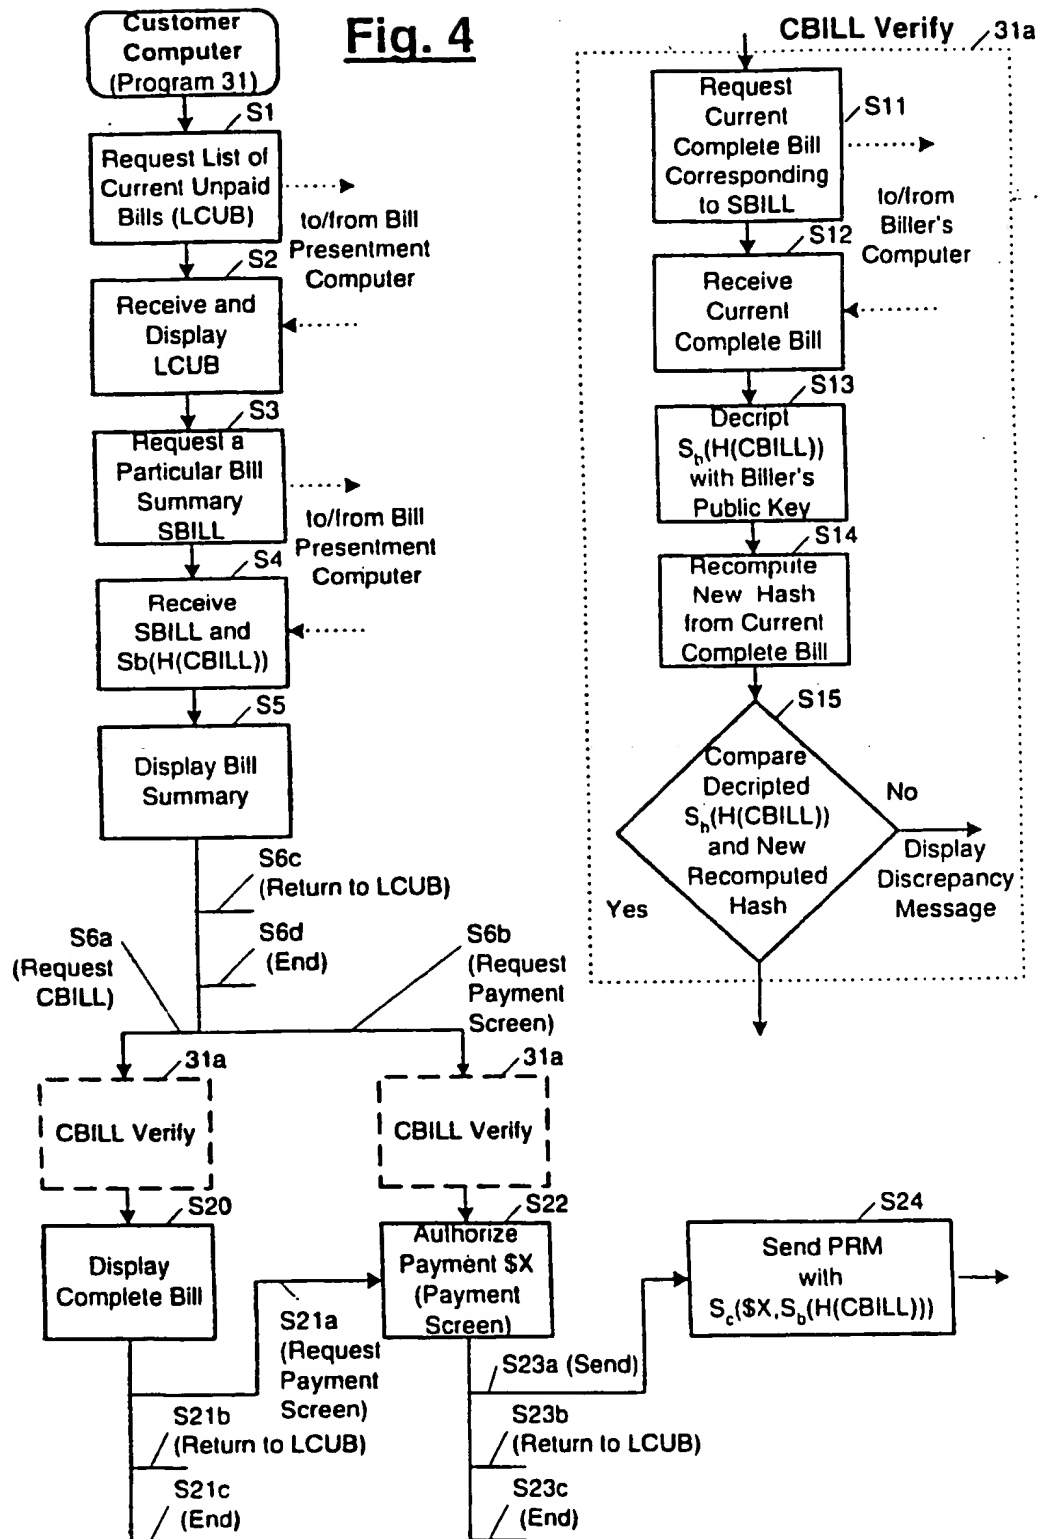 Fig. 4
Customer
Computer
(Program 31)
S1
Request List of
Current Unpaid
Bills (LCUB)
to/from Bill
Presentment
Computer
S2
Receive and
Display
LCUB
S3
Request a
Particular Bill
Summary
SBILL
to/from Bill
Presentment
Computer
S4
Receive
SBILL and
Sb(H(CBILL))
S5
Display Bill
Summary
S6c
(Return to LCUB)
S6d
(End)
S6a
(Request
CBILL)
S6b
(Request
Payment
Screen)
31a
CBILL Verify
31a
CBILL Verify
S20
Display
Complete Bill
S21a
(Request
Payment
Screen)
S21b
(Return to LCUB)
S21c
(End)
S22
Authorize
Payment $X
(Payment
Screen)
S23a (Send)
S23b
(Return to LCUB)
S23c
(End)
S24
Send PRM
with
Sc($X,Sb(H(CBILL)))
CBILL Verify
31a
Request
Current
Complete Bill
Corresponding
to SBILL
S11
to/from
Biller's
Computer
S12
Receive
Current
Complete Bill
S13
Decript
Sb(H(CBILL))
with Biller's
Public Key
S14
Recompute
New Hash
from Current
Complete Bill
S15
Compare
Decripted
Sb(H(CBILL))
and New
Recomputed
Hash
No
Display
Discrepancy
Message
Yes